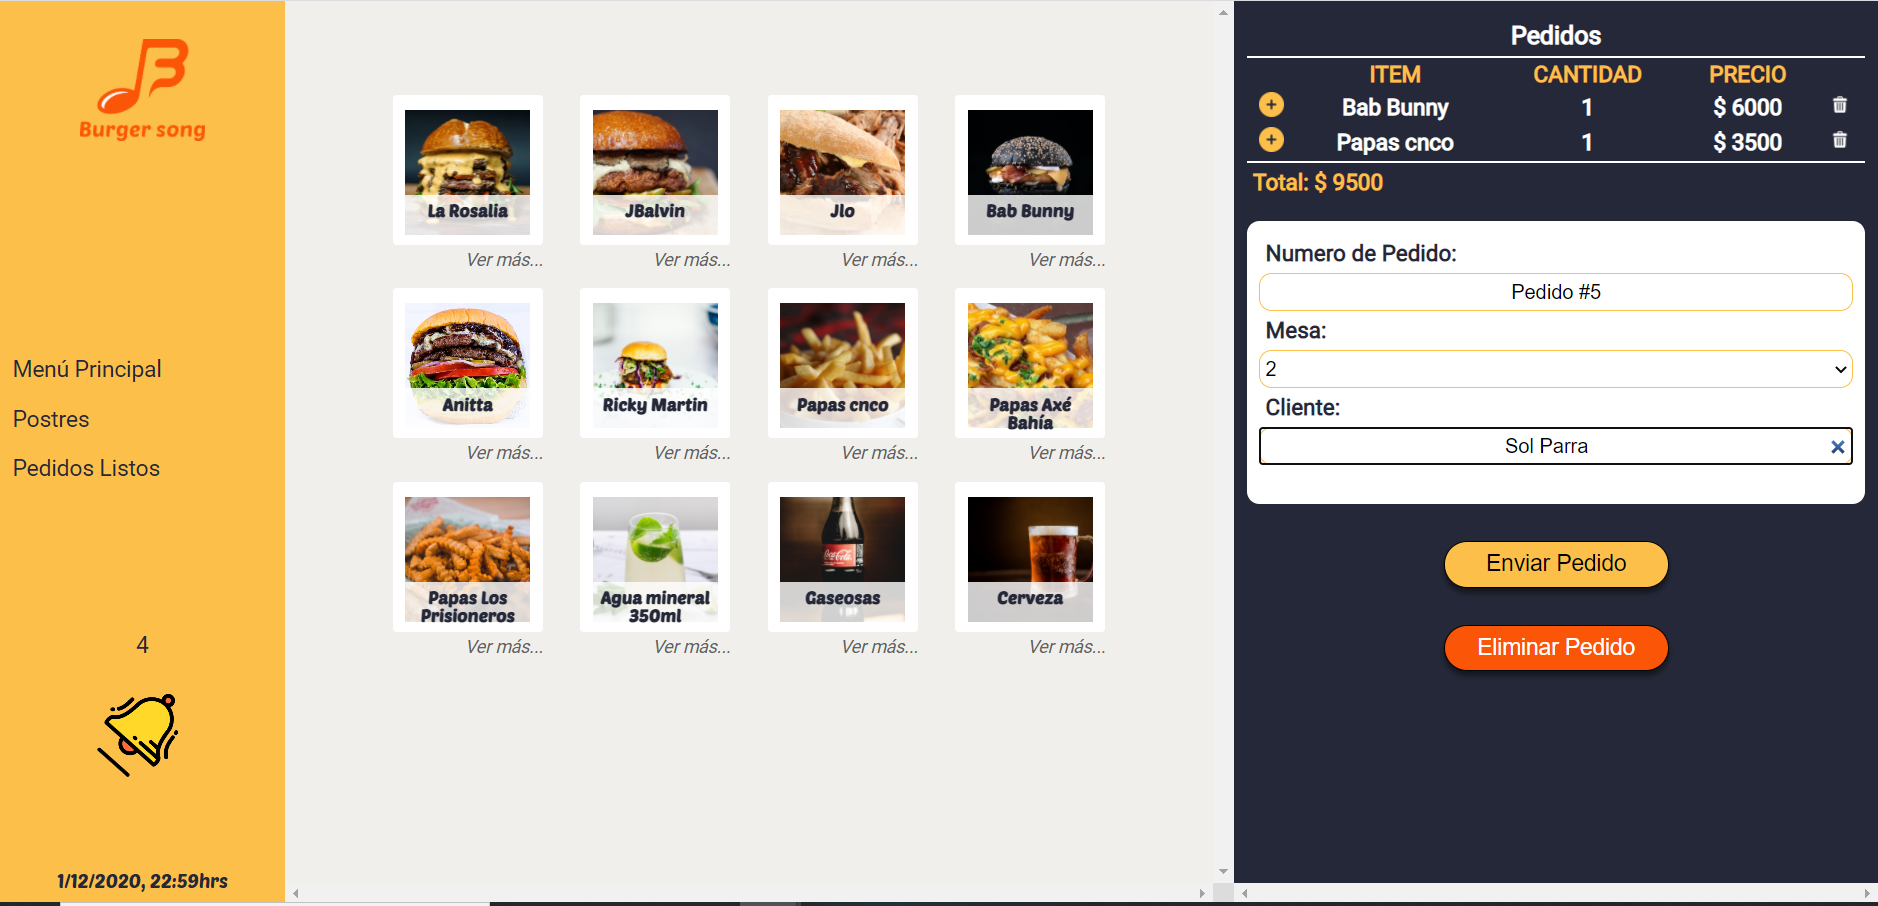 Burger song
Menú Principal
Postres
Pedidos Listos
4
1/12/2020, 22:59hrs
La Rosalia
JBalvin
Jlo
Bab Bunny
Ver más...
Ver más...
Ver más...
Ver más...
Anitta
Ricky Martin
Papas cnco
Papas Axé
Bahía
Ver más...
Ver más...
Ver más...
Ver más...
Papas Los
Prisioneros
Agua mineral
350ml
Coca-Cola
Gaseosas
Cerveza
Ver más...
Ver más...
Ver más...
Ver más...
Pedidos
ITEM CANTIDAD PRECIO
+ Bab Bunny 1 $ 6000
+ Papas cnco 1 $ 3500
Total: $ 9500
Numero de Pedido:
Pedido #5
Mesa:
2
Cliente:
Sol Parra
Enviar Pedido
Eliminar Pedido